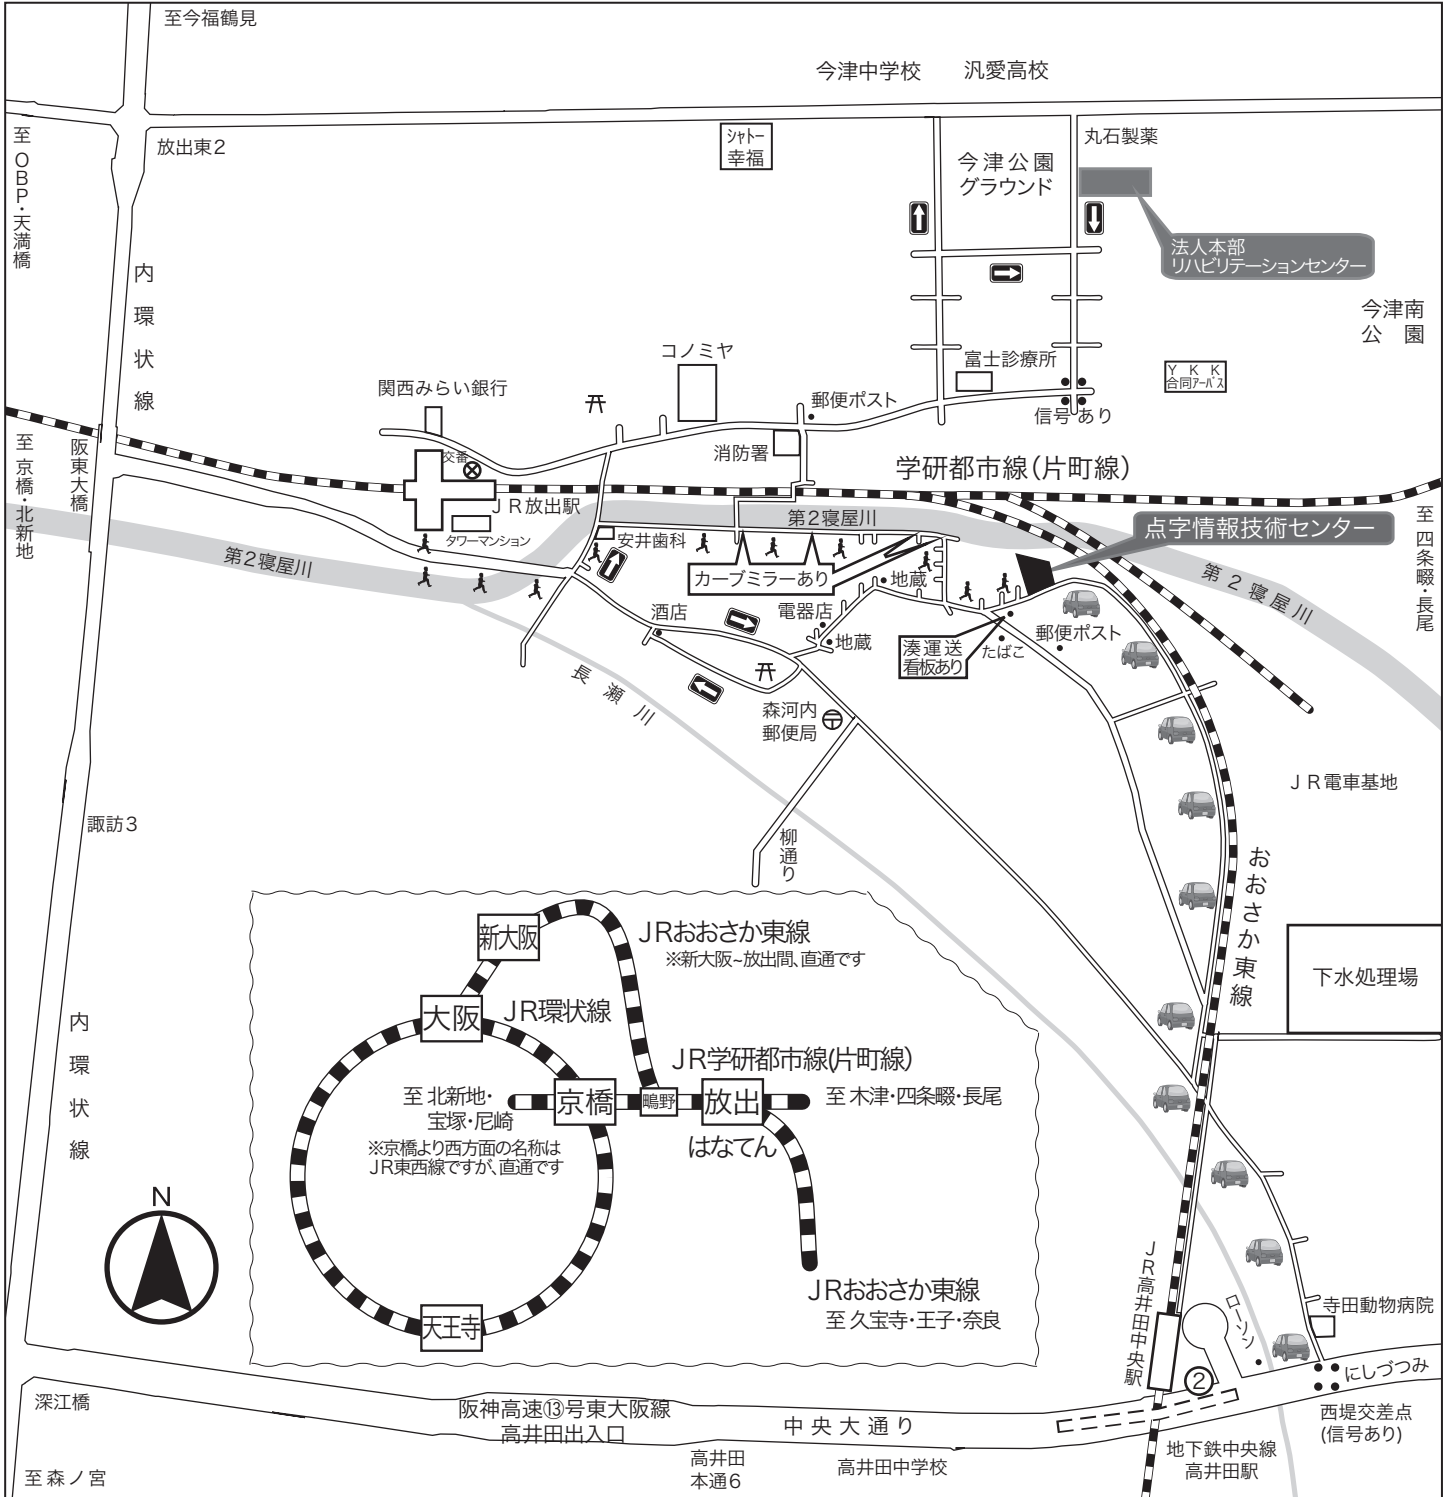 至今福鶴見
今津中学校
汎愛高校
至OBP・天満橋
放出東2
シャトー
幸福
今津公園
グラウンド
丸石製薬
法人本部
リハビリテーションセンター
内環状線
今津南
公園
コノミヤ
富士診療所
YKK
合同アーバス
関西みらい銀行
郵便ポスト
信号あり
至京橋・北新地
阪東大橋
交番
消防署
学研都市線(片町線)
JR放出駅
第2寝屋川
点字情報技術センター
至四条畷・長尾
タワーマンション
安井歯科
第2寝屋川
カーブミラーあり
地蔵
第2寝屋川
酒店
電器店
地蔵
湊運送
看板あり
たばこ
郵便ポスト
長瀬川
森河内
郵便局
JR電車基地
諏訪3
柳通り
おおさか東線
新大阪
JRおおさか東線
※新大阪~放出間、直通です
下水処理場
大阪
JR環状線
内環状線
JR学研都市線(片町線)
至 北新地・
宝塚・尼崎
京橋
鴫野
放出
至 木津・四条畷・長尾
はなてん
※京橋より西方面の名称は
JR東西線ですが、直通です
N
JRおおさか東線
至 久宝寺・王子・奈良
天王寺
JR高井田中央駅
ローソン
寺田動物病院
にしづつみ
②
深江橋
阪神高速⑬号東大阪線
高井田出入口
中央大通り
西堤交差点
(信号あり)
至森ノ宮
高井田
本通6
高井田中学校
地下鉄中央線
高井田駅